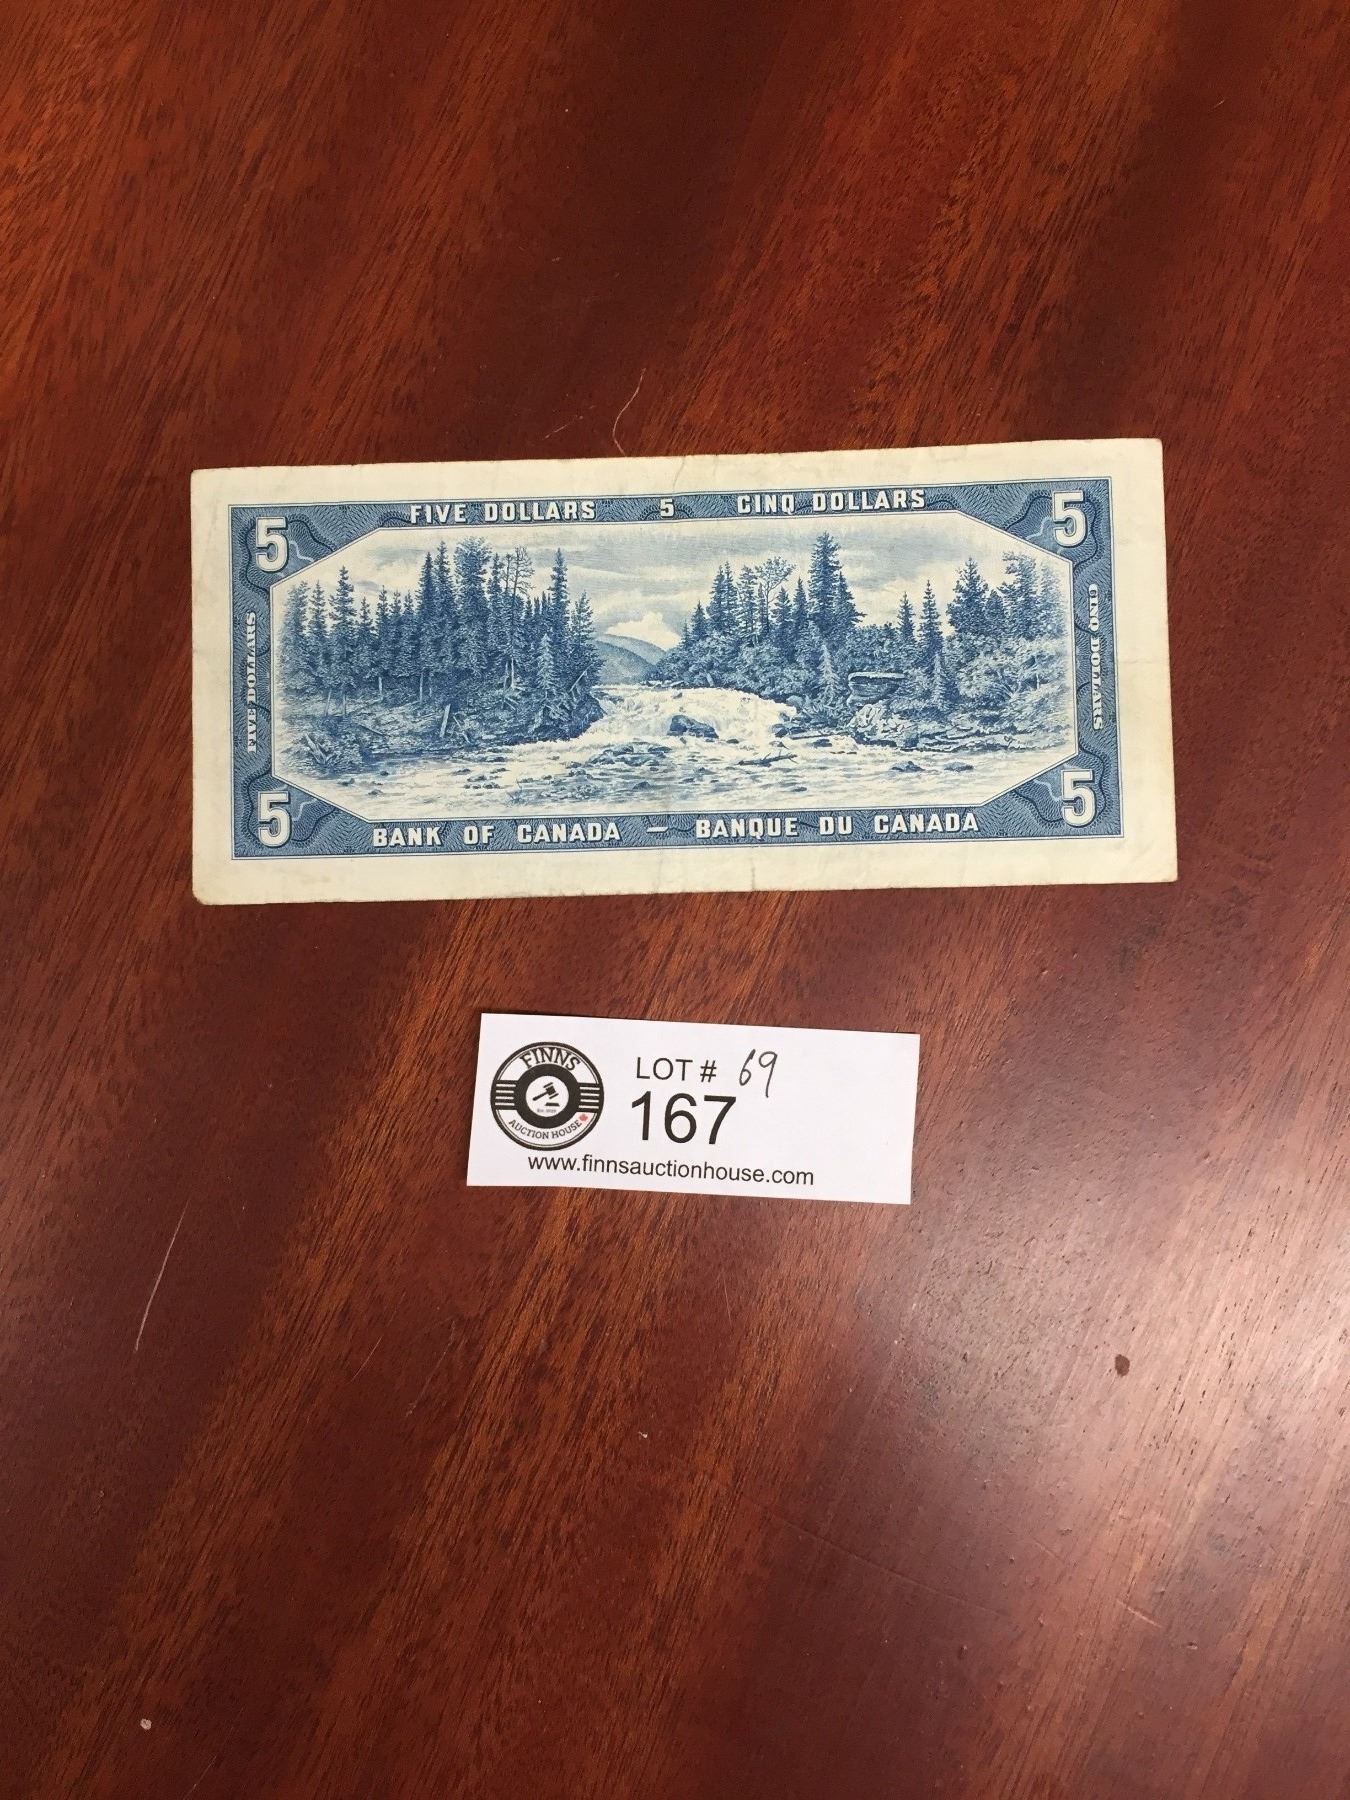 FIVE DOLLARS 5 CINQ DOLLARS
5 5
FIVE DOLLARS
CINQ DOLLARS
5 5
BANK OF CANADA — BANQUE DU CANADA
FINNS
AUCTION HOUSE
LOT # 69
167
www.finnsauctionhouse.com